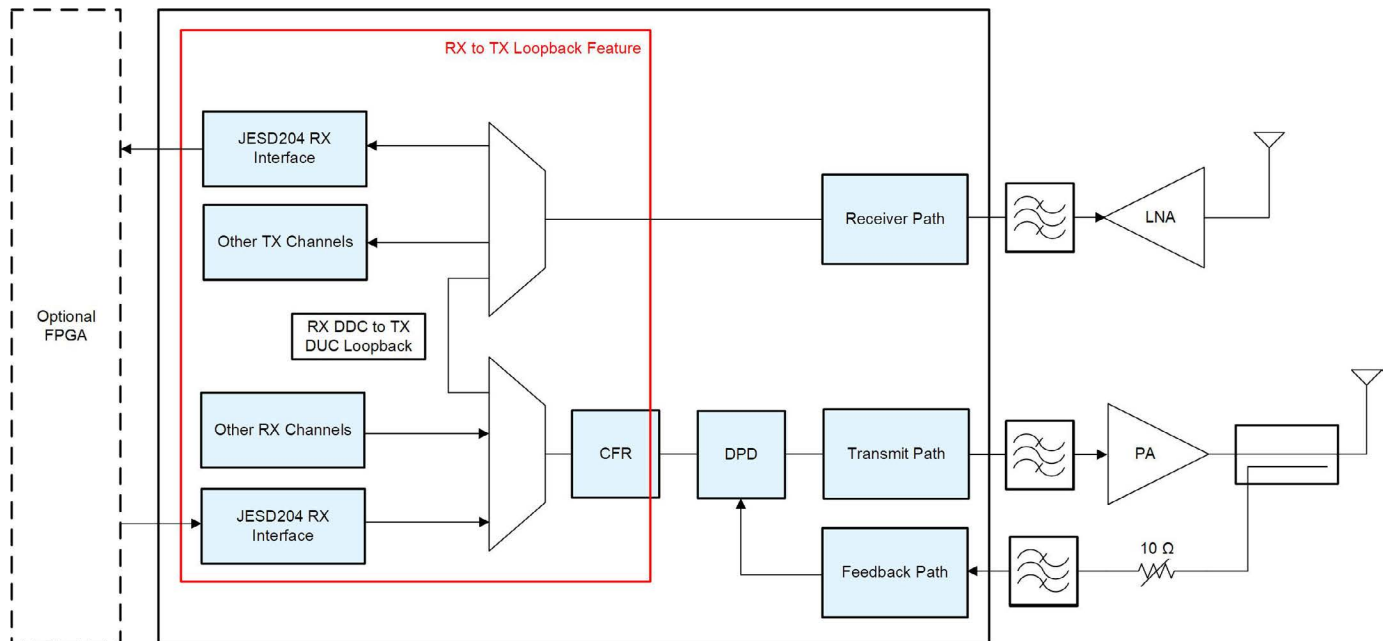 RX to TX Loopback Feature
JESD204 RX
Interface
Other TX Channels
Receiver Path
LNA
Optional
FPGA
RX DDC to TX
DUC Loopback
Other RX Channels
CFR
DPD
Transmit Path
PA
JESD204 RX
Interface
Feedback Path
10 Ω